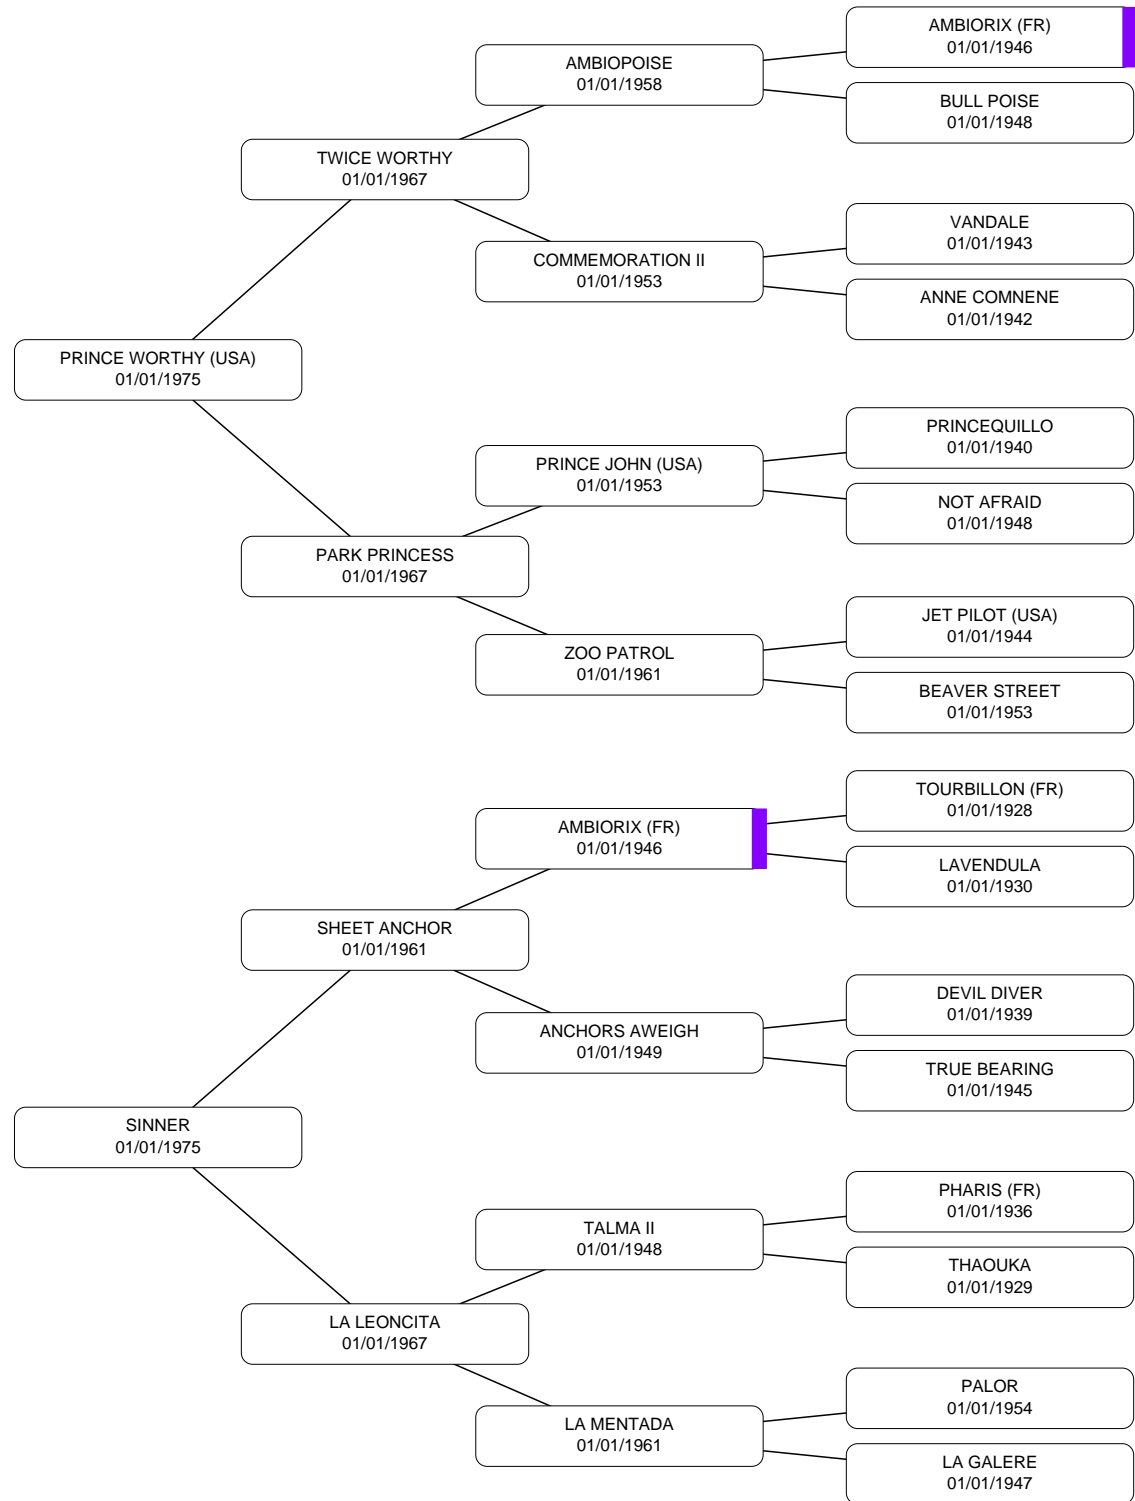 AMBIORIX (FR)
01/01/1946
AMBIOPOISE
01/01/1958
BULL POISE
01/01/1948
TWICE WORTHY
01/01/1967
VANDALE
01/01/1943
COMMEMORATION II
01/01/1953
ANNE COMNENE
01/01/1942
PRINCE WORTHY (USA)
01/01/1975
PRINCEQUILLO
01/01/1940
PRINCE JOHN (USA)
01/01/1953
NOT AFRAID
01/01/1948
PARK PRINCESS
01/01/1967
JET PILOT (USA)
01/01/1944
ZOO PATROL
01/01/1961
BEAVER STREET
01/01/1953
TOURBILLON (FR)
01/01/1928
AMBIORIX (FR)
01/01/1946
LAVENDULA
01/01/1930
SHEET ANCHOR
01/01/1961
DEVIL DIVER
01/01/1939
ANCHORS AWEIGH
01/01/1949
TRUE BEARING
01/01/1945
SINNER
01/01/1975
PHARIS (FR)
01/01/1936
TALMA II
01/01/1948
THAOUKA
01/01/1929
LA LEONCITA
01/01/1967
PALOR
01/01/1954
LA MENTADA
01/01/1961
LA GALERE
01/01/1947